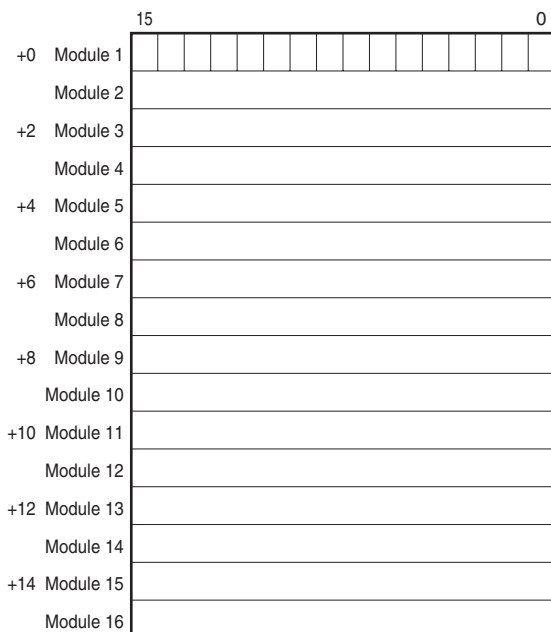 15 0
+0 Module 1
Module 2
+2 Module 3
Module 4
+4 Module 5
Module 6
+6 Module 7
Module 8
+8 Module 9
Module 10
+10 Module 11
Module 12
+12 Module 13
Module 14
+14 Module 15
Module 16